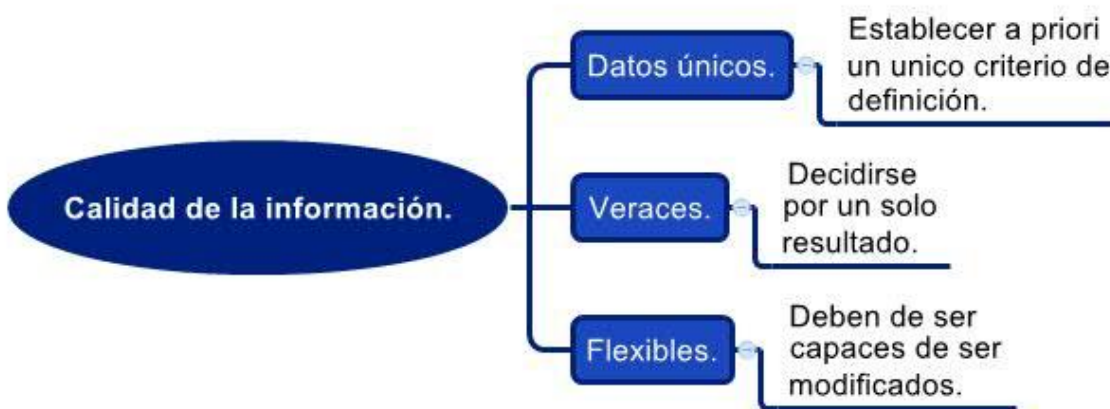 Calidad de la información.
Datos únicos.
Establecer a priori
un unico criterio de
definición.
Veraces.
Decidirse
por un solo
resultado.
Flexibles.
Deben de ser
capaces de ser
modificados.